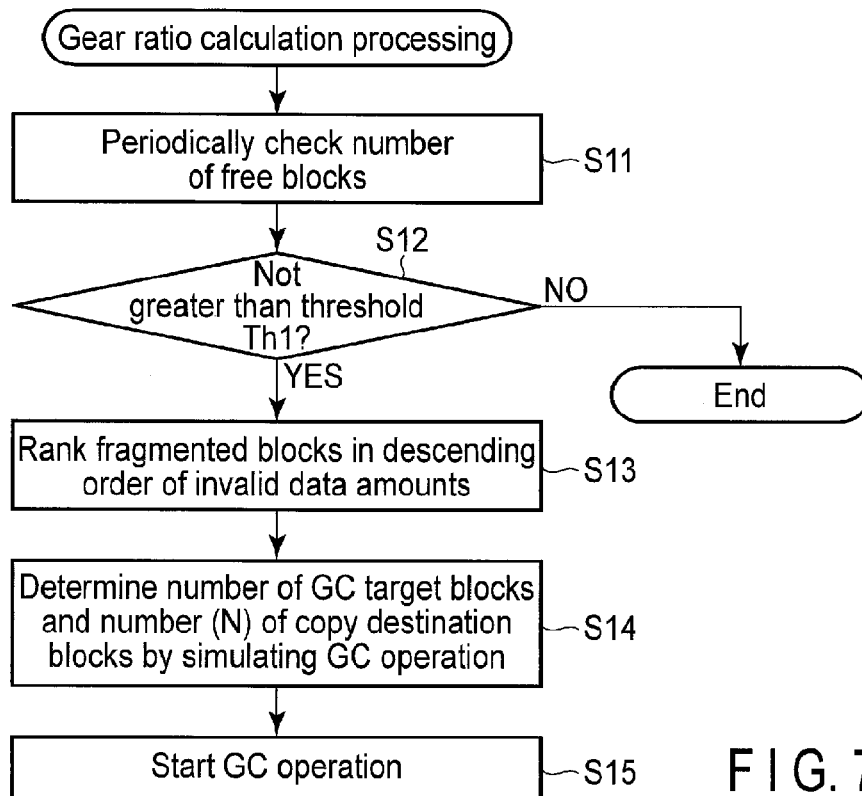 Gear ratio calculation processing
Periodically check number
of free blocks
S11
S12
Not
greater than threshold
Th1?
NO
YES
End
Rank fragmented blocks in descending
order of invalid data amounts
S13
Determine number of GC target blocks
and number (N) of copy destination
blocks by simulating GC operation
S14
Start GC operation
S15
FIG. 7